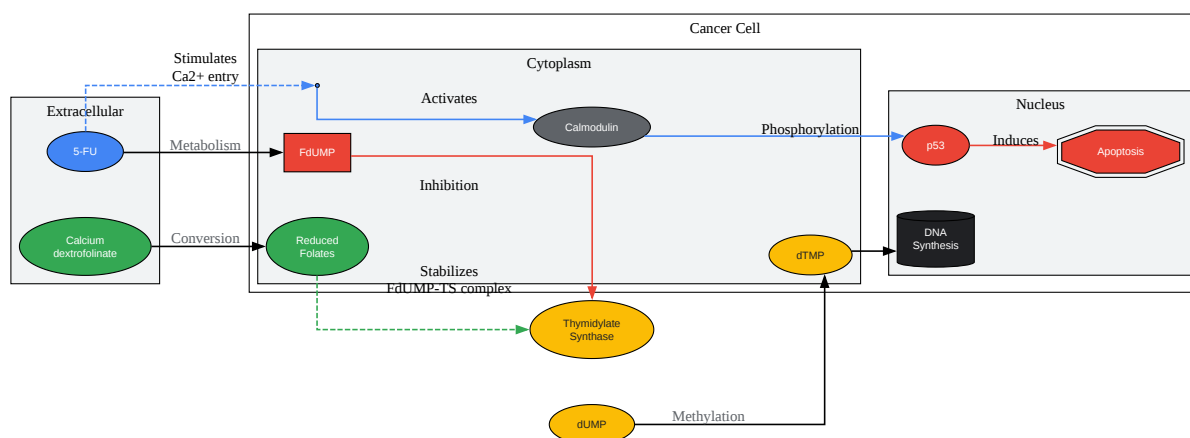 Cancer Cell
Stimulates
Ca2+ entry
Cytoplasm
Extracellular
Activates
Calmodulin
Nucleus
5-FU
Metabolism
FdUMP
Phosphorylation
p53
Induces
Apoptosis
Inhibition
Calcium
dextrofolinate
Conversion
Reduced
Folates
DNA
Synthesis
dTMP
Stabilizes
FdUMP-TS complex
Thymidylate
Synthase
dUMP
Methylation